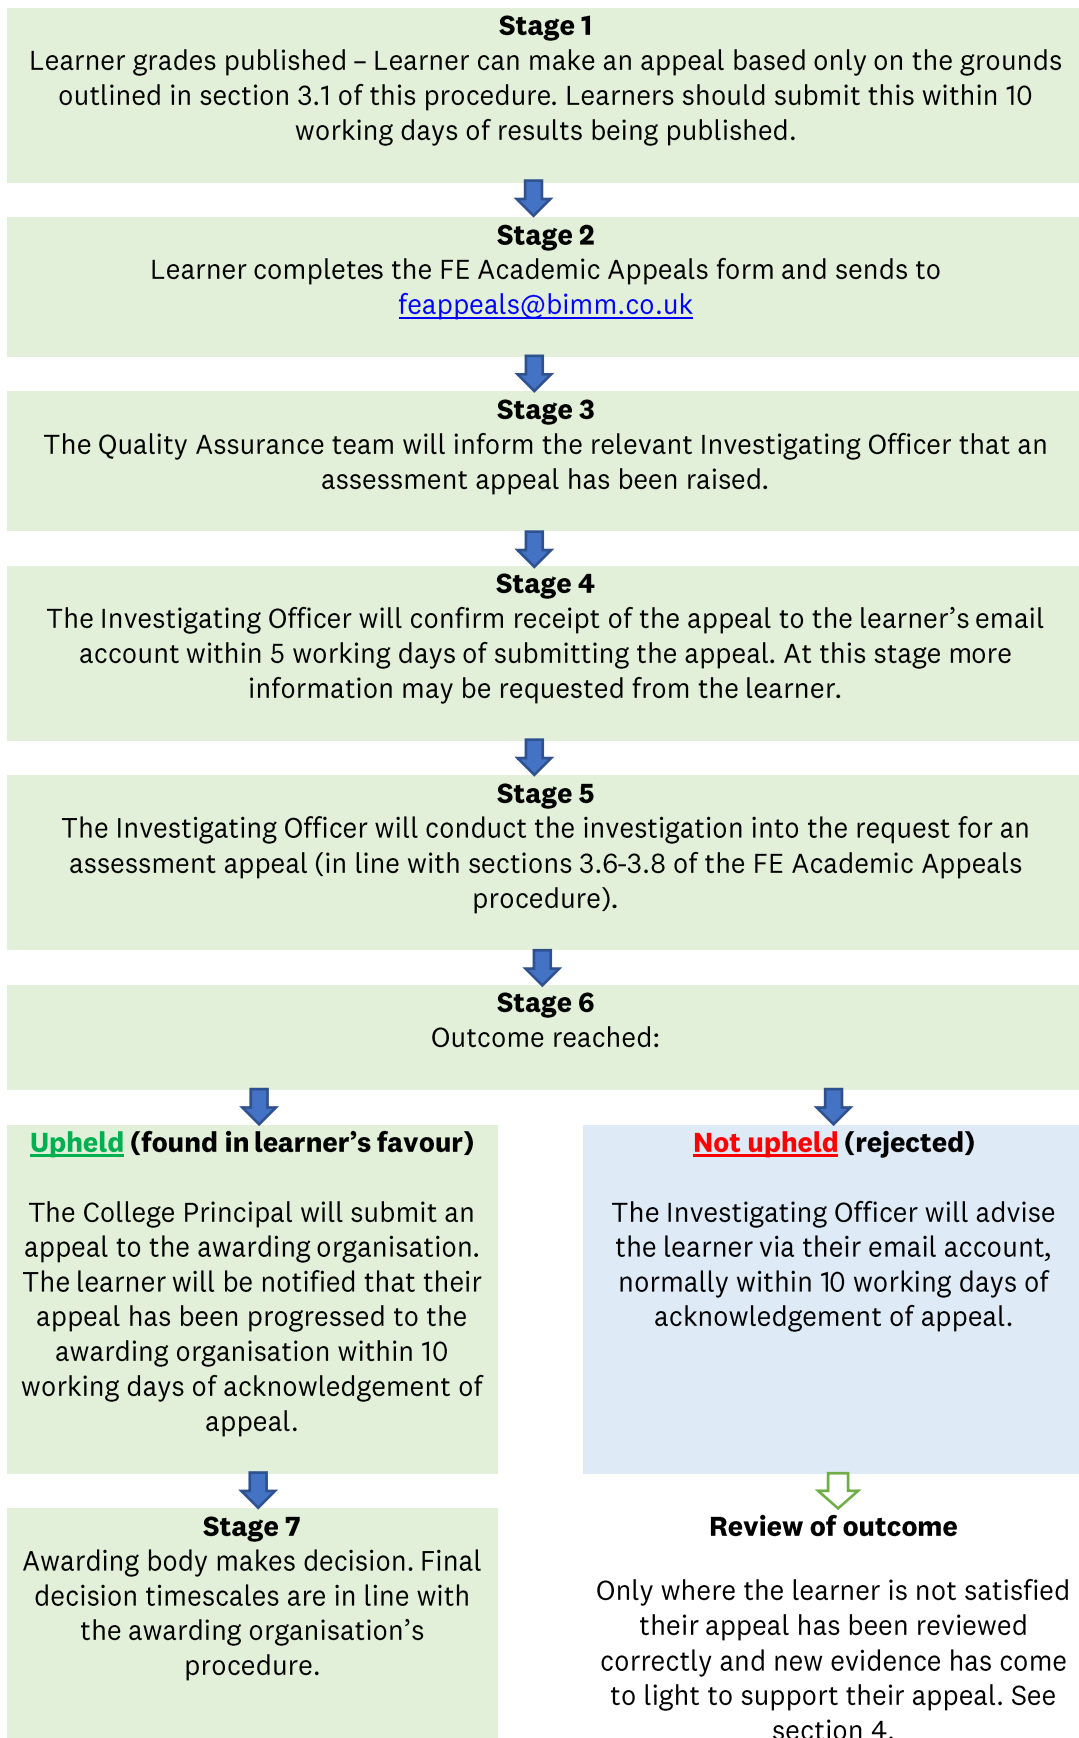 Stage 1
Learner grades published – Learner can make an appeal based only on the grounds
outlined in section 3.1 of this procedure. Learners should submit this within 10
working days of results being published.
Stage 2
Learner completes the FE Academic Appeals form and sends to
feappeals@bimm.co.uk
Stage 3
The Quality Assurance team will inform the relevant Investigating Officer that an
assessment appeal has been raised.
Stage 4
The Investigating Officer will confirm receipt of the appeal to the learner’s email
account within 5 working days of submitting the appeal. At this stage more
information may be requested from the learner.
Stage 5
The Investigating Officer will conduct the investigation into the request for an
assessment appeal (in line with sections 3.6-3.8 of the FE Academic Appeals
procedure).
Stage 6
Outcome reached:
Upheld (found in learner’s favour)
The College Principal will submit an
appeal to the awarding organisation.
The learner will be notified that their
appeal has been progressed to the
awarding organisation within 10
working days of acknowledgement of
appeal.
Not upheld (rejected)
The Investigating Officer will advise
the learner via their email account,
normally within 10 working days of
acknowledgement of appeal.
Stage 7
Awarding body makes decision. Final
decision timescales are in line with
the awarding organisation’s
procedure.
Review of outcome
Only where the learner is not satisfied
their appeal has been reviewed
correctly and new evidence has come
to light to support their appeal. See
section 4.